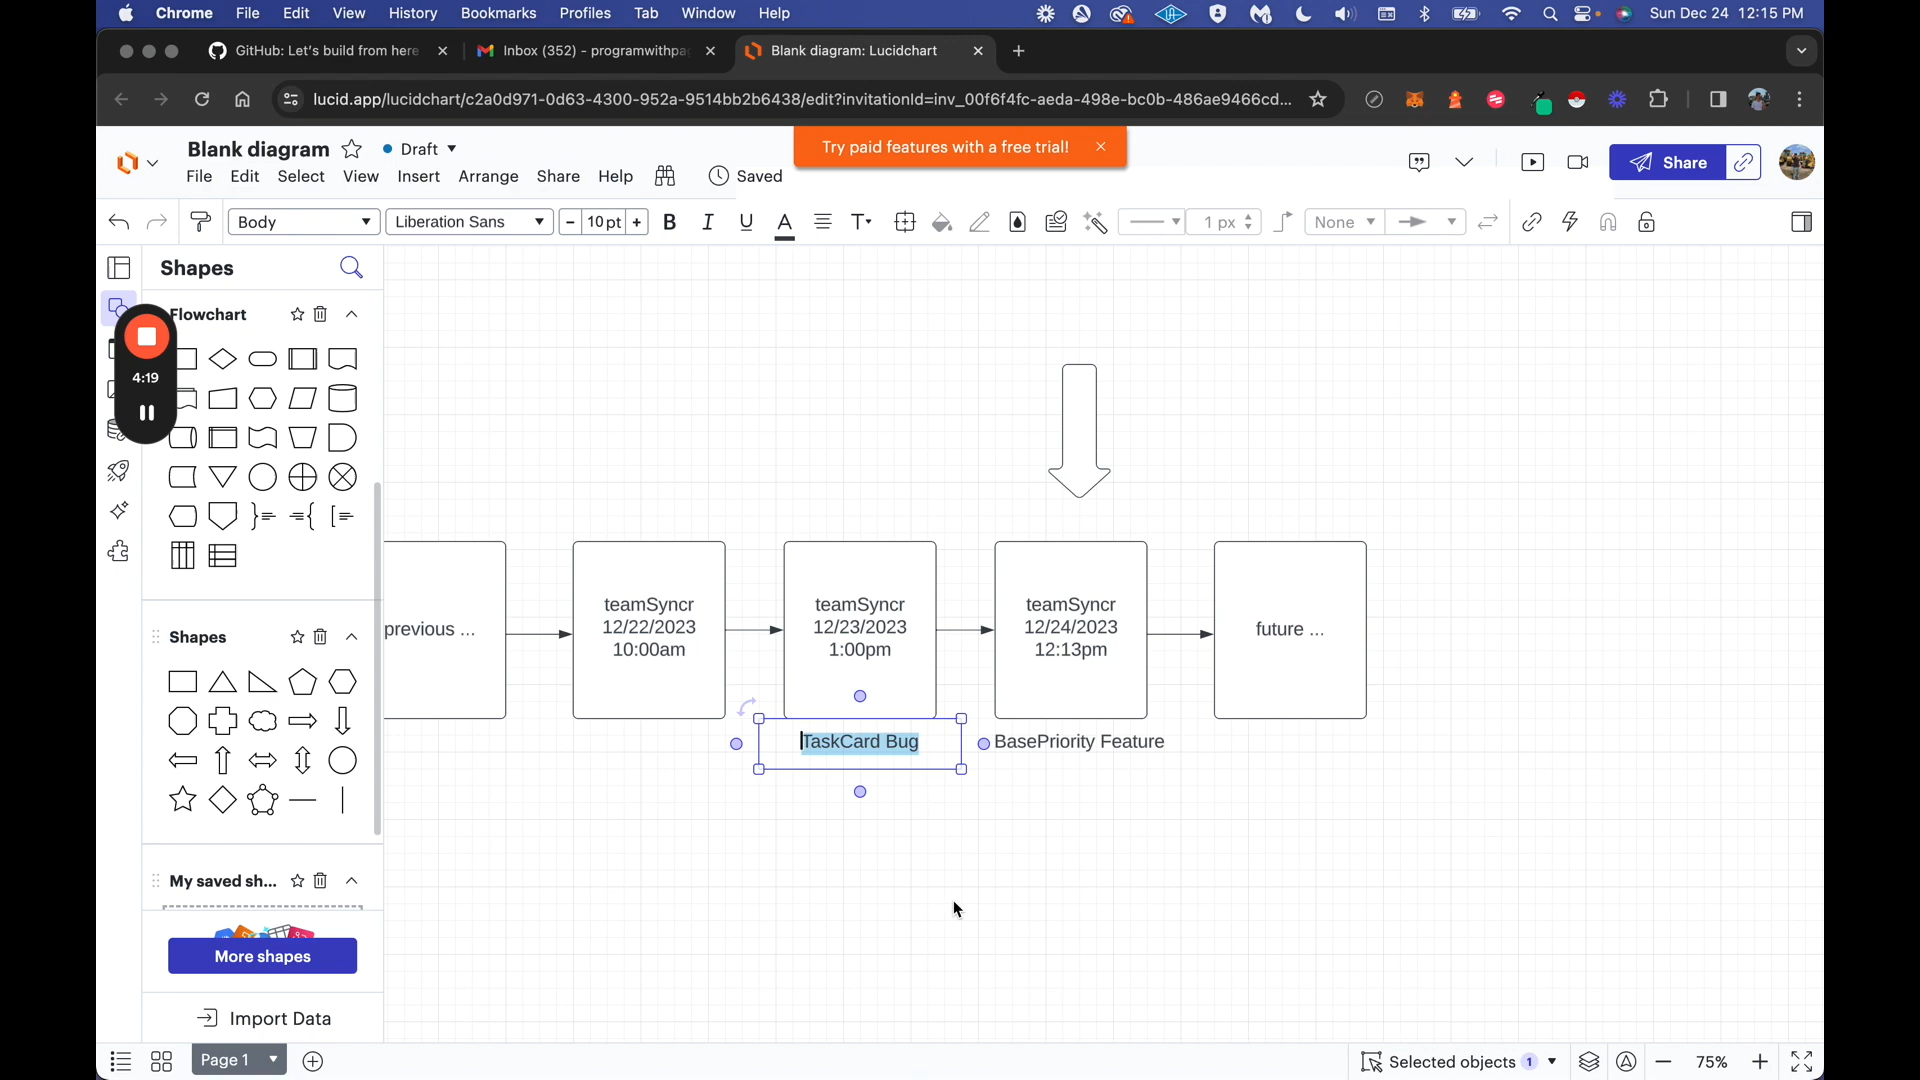 Chrome File Edit View History Bookmarks Profiles Tab Window Help Sun Dec 24 12:15 PM
GitHub: Let's build from here Inbox (352) - programwithpa Blank diagram: Lucidchart
lucid.app/lucidchart/c2a0d971-0d63-4300-952a-9514bb2b6438/edit?invitationId=inv_00f6f4fc-aeda-498e-bc0b-486ae9466cd...
Blank diagram Draft
Try paid features with a free trial!
Share
File Edit Select View Insert Arrange Share Help Saved
Body Liberation Sans - 10 pt + B I U A T 1 px None
Shapes
Flowchart
4:19
previous ...
teamSyncr
12/22/2023
10:00am
teamSyncr
12/23/2023
1:00pm
teamSyncr
12/24/2023
12:13pm
future ...
TaskCard Bug
BasePriority Feature
Shapes
My saved sh...
More shapes
Import Data
Page 1
Selected objects 1 75%